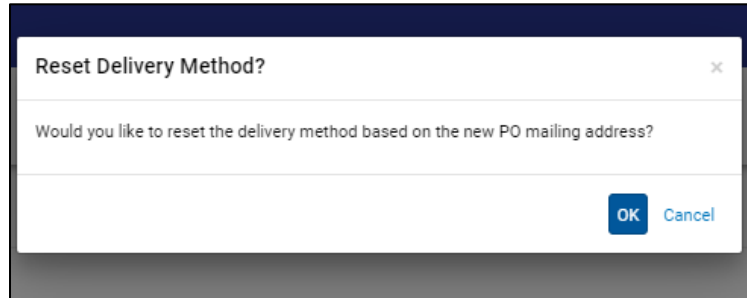 Reset Delivery Method?
×
Would you like to reset the delivery method based on the new PO mailing address?
OK Cancel